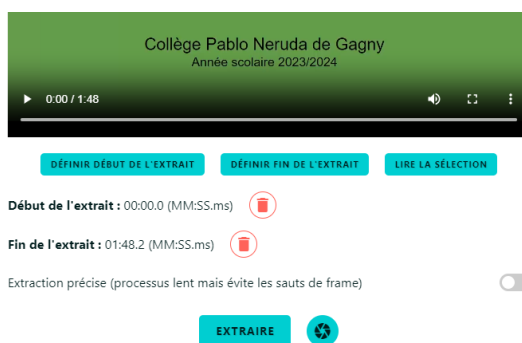 Collège Pablo Neruda de Gagny
Année scolaire 2023/2024
0:00 / 1:48
DÉFINIR DÉBUT DE L'EXTRAIT DÉFINIR FIN DE L'EXTRAIT LIRE LA SÉLECTION
Début de l'extrait : 00:00.0 (MM:SS.ms)
Fin de l'extrait : 01:48.2 (MM:SS.ms)
Extraction précise (processus lent mais évite les sauts de frame)
EXTRAIRE